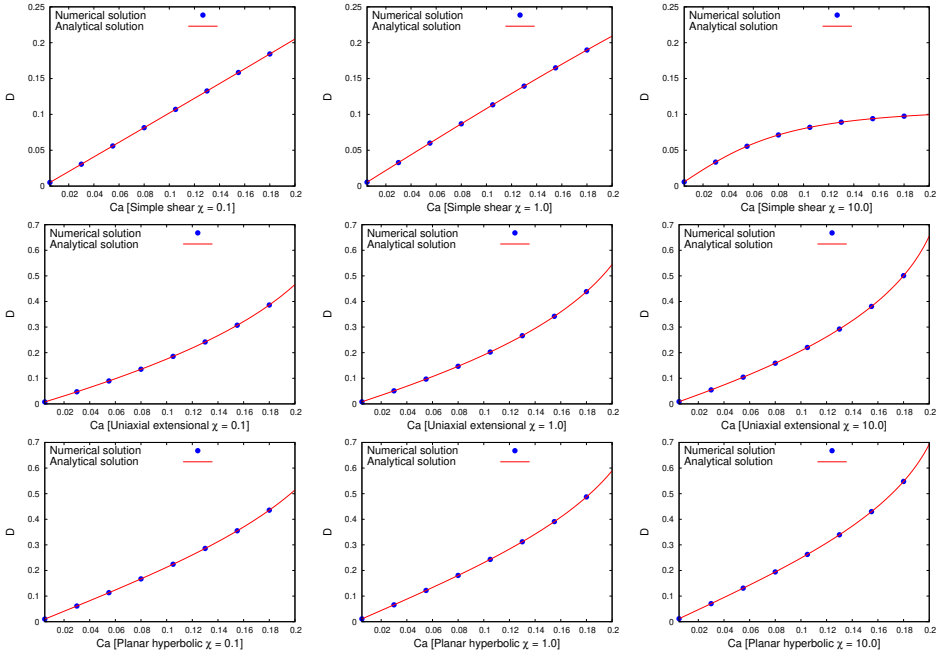 Numerical solution
Analytical solution
0.25
0.2
0.15
0.1
0.05
0
D
0.02 0.04 0.06 0.08 0.1 0.12 0.14 0.16 0.18 0.2
Ca [Simple shear χ = 0.1]
Numerical solution
Analytical solution
0.25
0.2
0.15
0.1
0.05
0
D
0.02 0.04 0.06 0.08 0.1 0.12 0.14 0.16 0.18 0.2
Ca [Simple shear χ = 1.0]
Numerical solution
Analytical solution
0.25
0.2
0.15
0.1
0.05
0
D
0.02 0.04 0.06 0.08 0.1 0.12 0.14 0.16 0.18 0.2
Ca [Simple shear χ = 10.0]
Numerical solution
Analytical solution
0.7
0.6
0.5
0.4
0.3
0.2
0.1
0
D
0.02 0.04 0.06 0.08 0.1 0.12 0.14 0.16 0.18 0.2
Ca [Uniaxial extensional χ = 0.1]
Numerical solution
Analytical solution
0.7
0.6
0.5
0.4
0.3
0.2
0.1
0
D
0.02 0.04 0.06 0.08 0.1 0.12 0.14 0.16 0.18 0.2
Ca [Uniaxial extensional χ = 1.0]
Numerical solution
Analytical solution
0.7
0.6
0.5
0.4
0.3
0.2
0.1
0
D
0.02 0.04 0.06 0.08 0.1 0.12 0.14 0.16 0.18 0.2
Ca [Uniaxial extensional χ = 10.0]
Numerical solution
Analytical solution
0.7
0.6
0.5
0.4
0.3
0.2
0.1
0
D
0.02 0.04 0.06 0.08 0.1 0.12 0.14 0.16 0.18 0.2
Ca [Planar hyperbolic χ = 0.1]
Numerical solution
Analytical solution
0.7
0.6
0.5
0.4
0.3
0.2
0.1
0
D
0.02 0.04 0.06 0.08 0.1 0.12 0.14 0.16 0.18 0.2
Ca [Planar hyperbolic χ = 1.0]
Numerical solution
Analytical solution
0.7
0.6
0.5
0.4
0.3
0.2
0.1
0
D
0.02 0.04 0.06 0.08 0.1 0.12 0.14 0.16 0.18 0.2
Ca [Planar hyperbolic χ = 10.0]